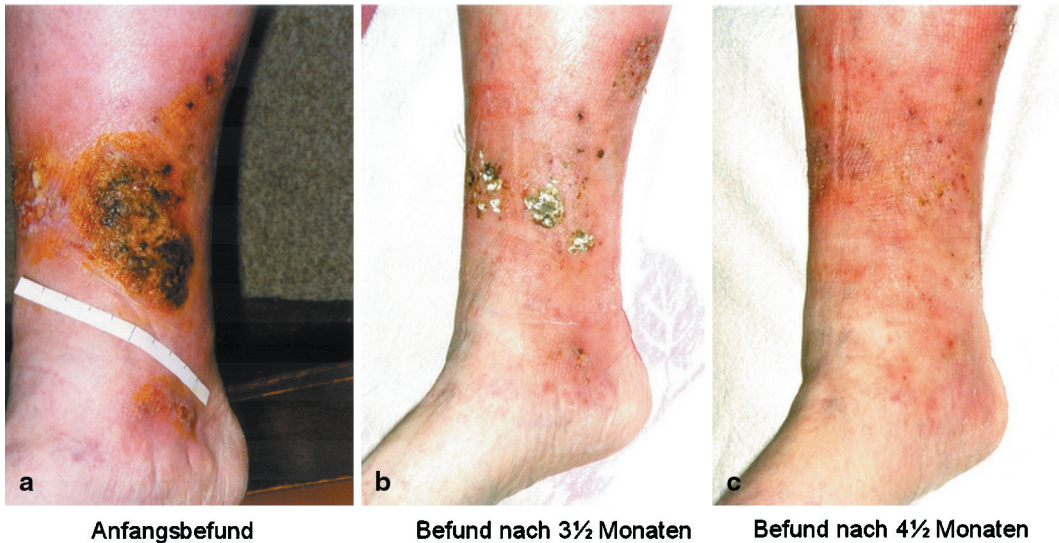 a
b
c
Anfangsbefund
Befund nach 3½ Monaten
Befund nach 4½ Monaten